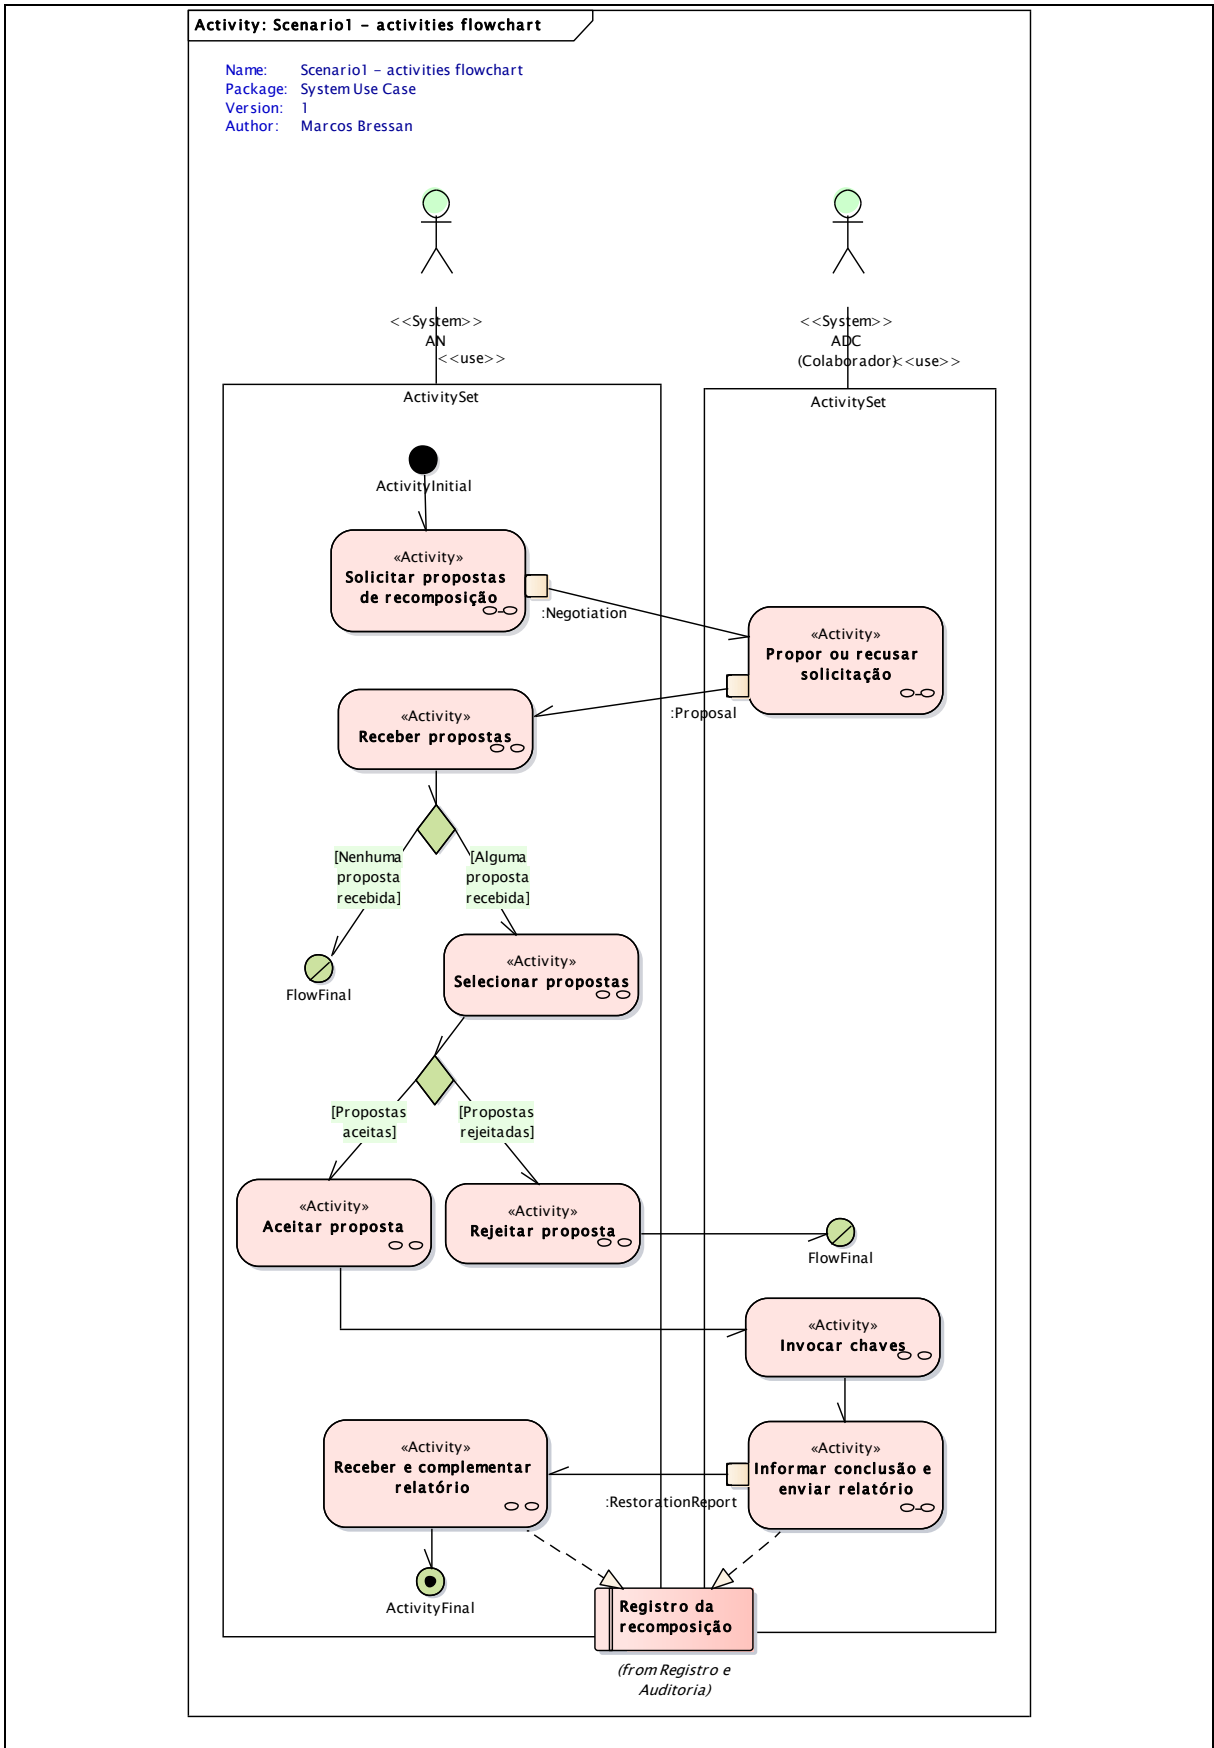 Activity: Scenario1 - activities flowchart
Name: Scenario1 - activities flowchart
Package: System Use Case
Version: 1
Author: Marcos Bressan
<<System>>
AN
<<use>>
<<System>>
ADC
(Colaborador)
<<use>>
ActivitySet
ActivitySet
ActivityInitial
«Activity»
Solicitar propostas
de recomposição
:Negotiation
«Activity»
Propor ou recusar
solicitação
:Proposal
«Activity»
Receber propostas
[Nenhuma
proposta
recebida]
[Alguma
proposta
recebida]
FlowFinal
«Activity»
Selecionar propostas
[Propostas
aceitas]
[Propostas
rejeitadas]
«Activity»
Aceitar proposta
«Activity»
Rejeitar proposta
FlowFinal
«Activity»
Invocar chaves
«Activity»
Receber e complementar
relatório
«Activity»
Informar conclusão e
enviar relatório
:RestorationReport
ActivityFinal
Registro da
recomposição
(from Registro e
Auditoria)